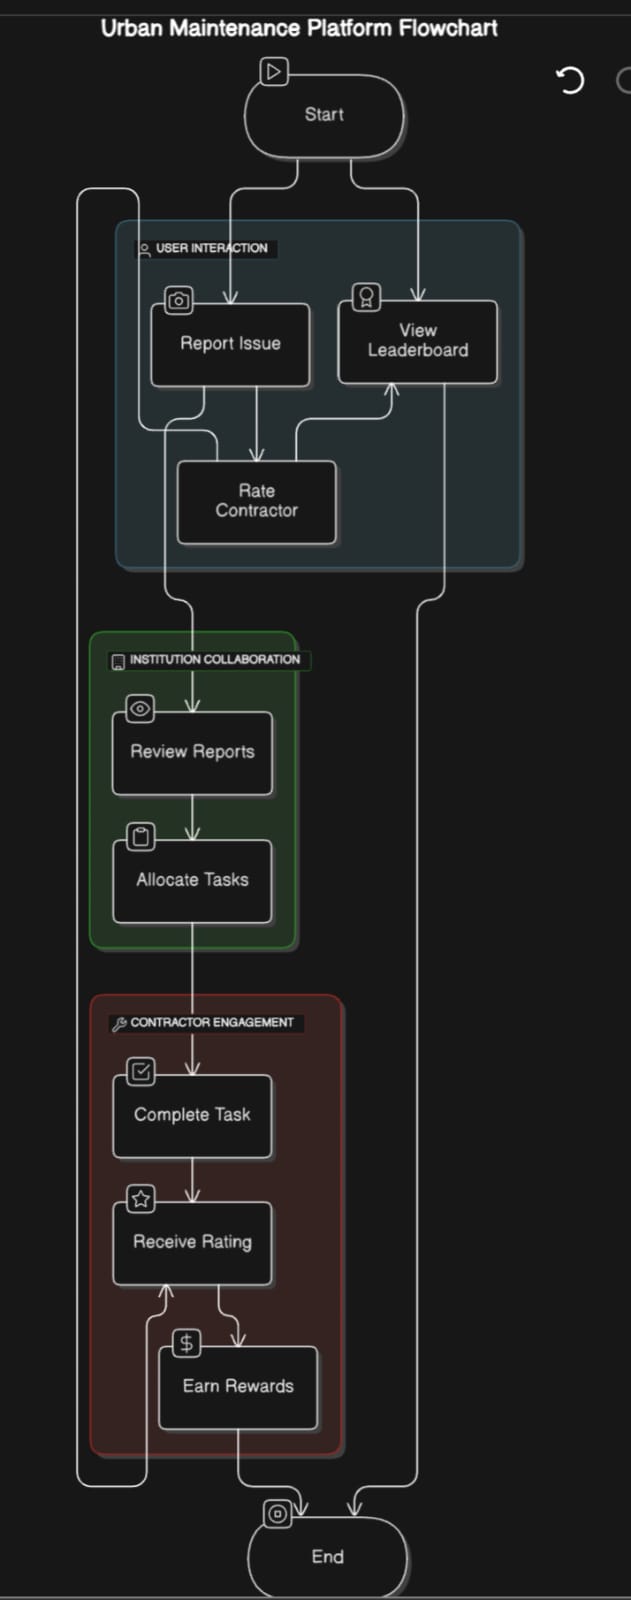 Urban Maintenance Platform Flowchart
Start
USER INTERACTION
Report Issue
View
Leaderboard
Rate
Contractor
INSTITUTION COLLABORATION
Review Reports
Allocate Tasks
CONTRACTOR ENGAGEMENT
Complete Task
Receive Rating
$
Earn Rewards
End